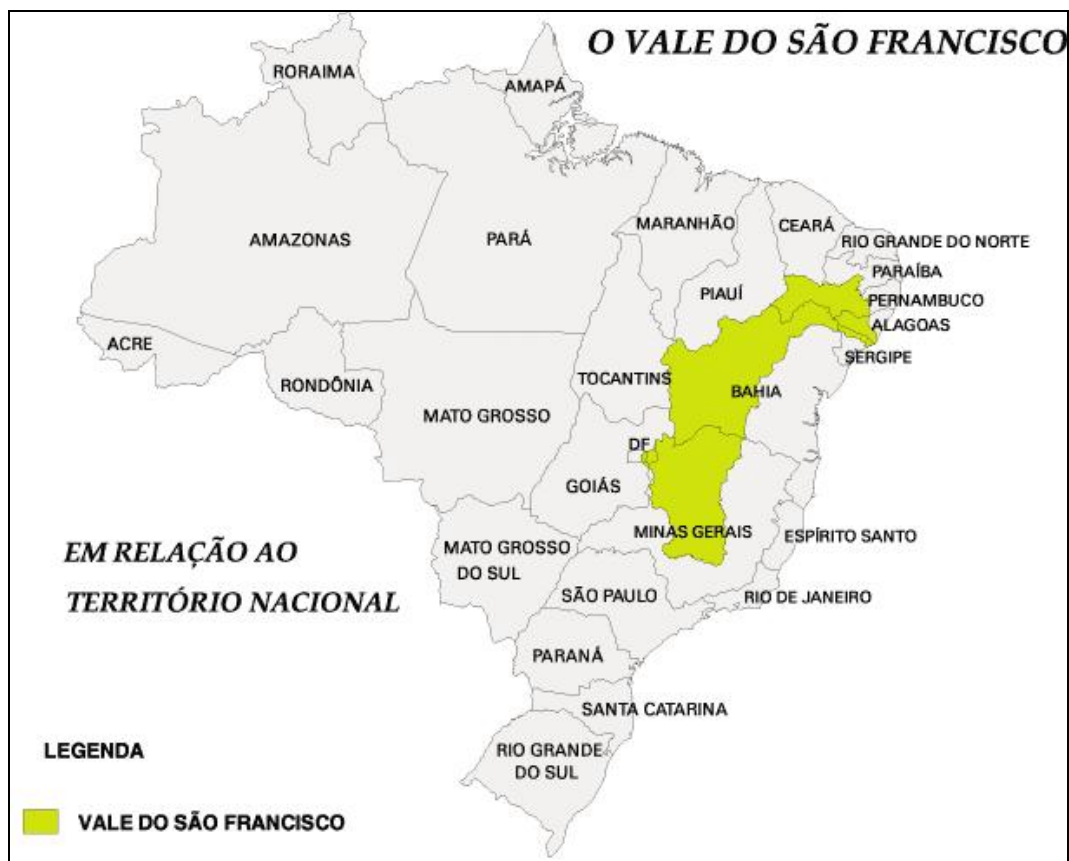 O VALE DO SÃO FRANCISCO
RORAIMA
AMAPÁ
AMAZONAS
PARÁ
MARANHÃO
CEARÁ
RIO GRANDE DO NORTE
PARAÍBA
PIAUÍ
PERNAMBUCO
ALAGOAS
SERGIPE
ACRE
RONDÔNIA
TOCANTINS
BAHIA
MATO GROSSO
DF
GOIÁS
MINAS GERAIS
ESPÍRITO SANTO
MATO GROSSO
DO SUL
SÃO PAULO
RIO DE JANEIRO
PARANÁ
SANTA CATARINA
RIO GRANDE
DO SUL
EM RELAÇÃO AO
TERRITÓRIO NACIONAL
LEGENDA
VALE DO SÃO FRANCISCO